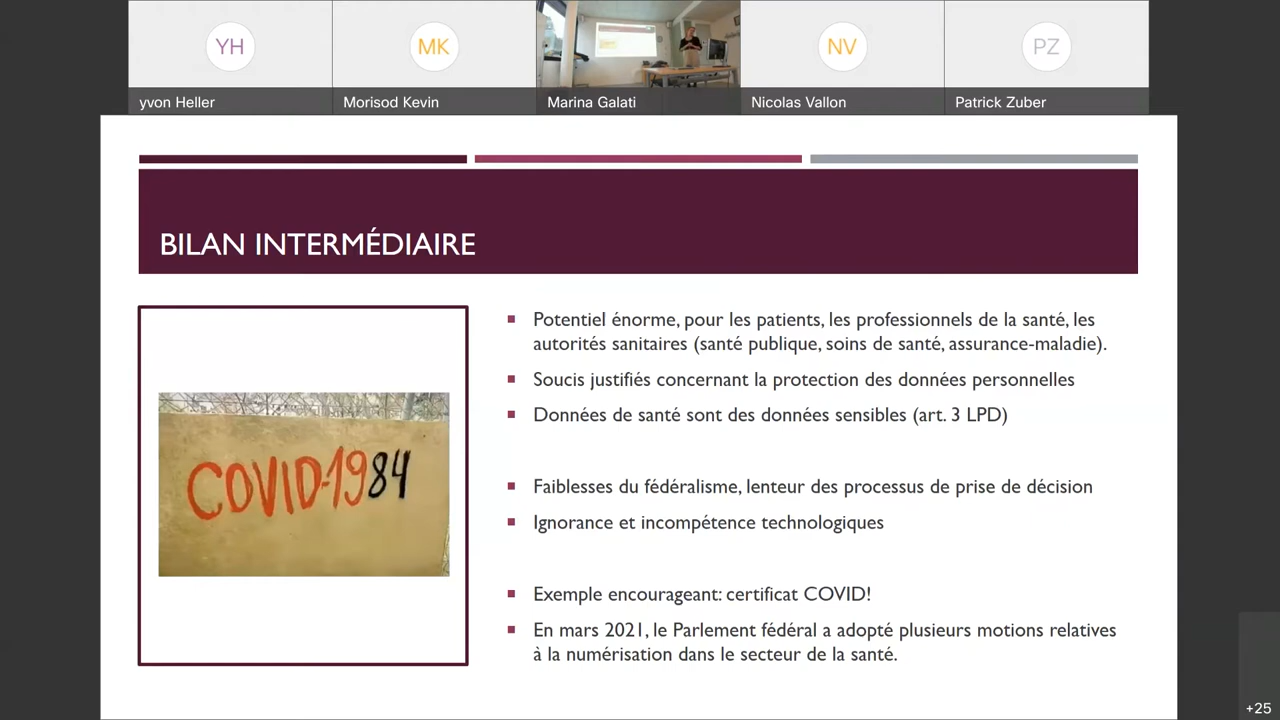 YH
MK
NV
PZ
yvon Heller
Morisod Kevin
Marina Galati
Nicolas Vallon
Patrick Zuber
BILAN INTERMÉDIAIRE
COVID-1984
Potentiel énorme, pour les patients, les professionnels de la santé, les
autorités sanitaires (santé publique, soins de santé, assurance-maladie).
Soucis justifiés concernant la protection des données personnelles
Données de santé sont des données sensibles (art. 3 LPD)
Faiblesses du fédéralisme, lenteur des processus de prise de décision
Ignorance et incompétence technologiques
Exemple encourageant: certificat COVID!
En mars 2021, le Parlement fédéral a adopté plusieurs motions relatives
à la numérisation dans le secteur de la santé.
+25